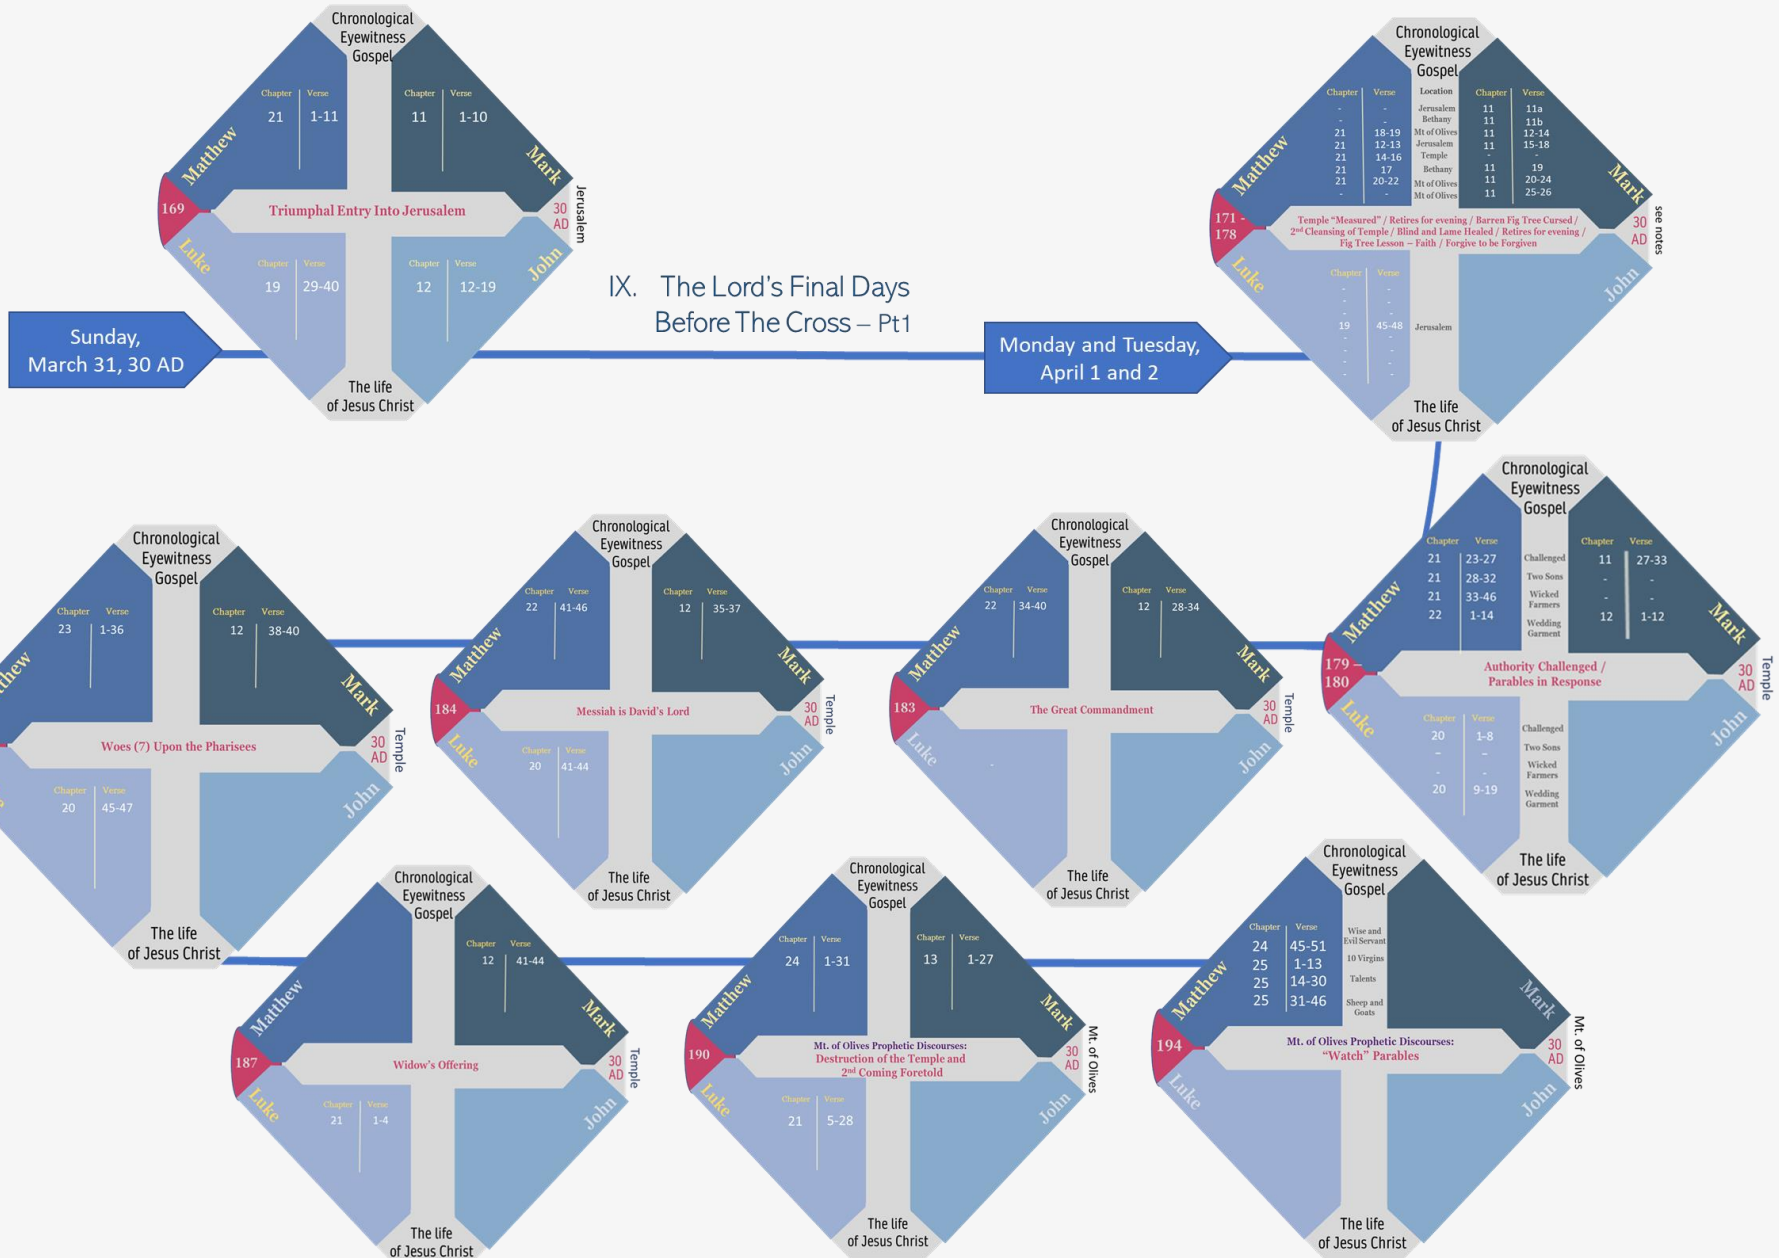 Chronological
Eyewitness
Gospel
Chapter Verse
21 1-11
Chapter Verse
11 1-10
Matthew
Mark
169
Triumphal Entry Into Jerusalem
30
AD
Jerusalem
Luke
John
Chapter Verse
19 29-40
Chapter Verse
12 12-19
The life
of Jesus Christ
Sunday,
March 31, 30 AD
IX. The Lord's Final Days
Before The Cross – Pt1
Monday and Tuesday,
April 1 and 2
Chronological
Eyewitness
Gospel
Chapter Verse Location Chapter Verse
- - Jerusalem 11 11a
- - Bethany 11 11b
21 18-19 Mt of Olives 11 12-14
21 12-13 Jerusalem 11 15-18
21 14-16 Temple - -
21 17 Bethany 11 19
21 20-22 Mt of Olives 11 20-24
- - Mt of Olives 11 25-26
Matthew
Mark
171 -
178
Temple “Measured” / Retires for evening / Barren Fig Tree Cursed /
2nd Cleansing of Temple / Blind and Lame Healed / Retires for evening /
Fig Tree Lesson – Faith / Forgive to be Forgiven
30
AD
see notes
Luke
John
Chapter Verse
- -
- -
- -
19 45-48 Jerusalem
- -
- -
- -
- -
The life
of Jesus Christ
Chronological
Eyewitness
Gospel
Chapter Verse
21 23-27 Challenged
21 28-32 Two Sons
21 33-46 Wicked
Farmers
22 1-14 Wedding
Garment
Chapter Verse
11 27-33
- -
- -
12 1-12
Matthew
Mark
179 –
180
Authority Challenged /
Parables in Response
30
AD
Temple
Luke
John
Chapter Verse
20 1-8 Challenged
– – Two Sons
- - Wicked
Farmers
20 9-19 Wedding
Garment
The life
of Jesus Christ
Chronological
Eyewitness
Gospel
Chapter Verse
22 34-40
Chapter Verse
12 28-34
Matthew
Mark
183
The Great Commandment
30
AD
Temple
Luke
John
-
The life
of Jesus Christ
Chronological
Eyewitness
Gospel
Chapter Verse
22 41-46
Chapter Verse
12 35-37
Matthew
Mark
184
Messiah is David's Lord
30
AD
Temple
Luke
John
Chapter Verse
20 41-44
The life
of Jesus Christ
Chronological
Eyewitness
Gospel
Chapter Verse
23 1-36
Chapter Verse
12 38-40
thew
Mark
Woes (7) Upon the Pharisees
30
AD
Temple
e
John
Chapter Verse
20 45-47
The life
of Jesus Christ
Chronological
Eyewitness
Gospel
Chapter Verse
12 41-44
Matthew
Mark
187
Widow's Offering
30
AD
Temple
Luke
John
Chapter Verse
21 1-4
The life
of Jesus Christ
Chronological
Eyewitness
Gospel
Chapter Verse
24 1-31
Chapter Verse
13 1-27
Matthew
Mark
190
Mt. of Olives Prophetic Discourses:
Destruction of the Temple and
2nd Coming Foretold
30
AD
Mt. of Olives
Luke
John
Chapter Verse
21 5-28
The life
of Jesus Christ
Chronological
Eyewitness
Gospel
Chapter Verse
24 45-51 Wise and
Evil Servant
25 1-13 10 Virgins
25 14-30 Talents
25 31-46 Sheep and
Goats
Matthew
Mark
194
Mt. of Olives Prophetic Discourses:
“Watch” Parables
30
AD
Mt. of Olives
Luke
John
The life
of Jesus Christ